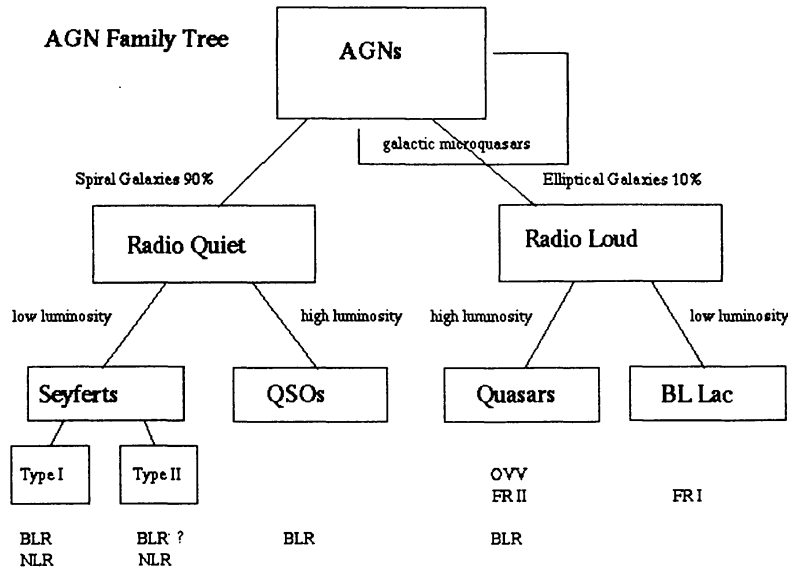 AGN Family Tree
AGNs
galactic microquasars
Spiral Galaxies 90%
Elliptical Galaxies 10%
Radio Quiet
Radio Loud
low luminosity
high luminosity
high luminosity
low luminosity
Seyferts
QSOs
Quasars
BL Lac
Type I
Type II
OVV
FR II
FR I
BLR
BLR ?
BLR
BLR
NLR
NLR